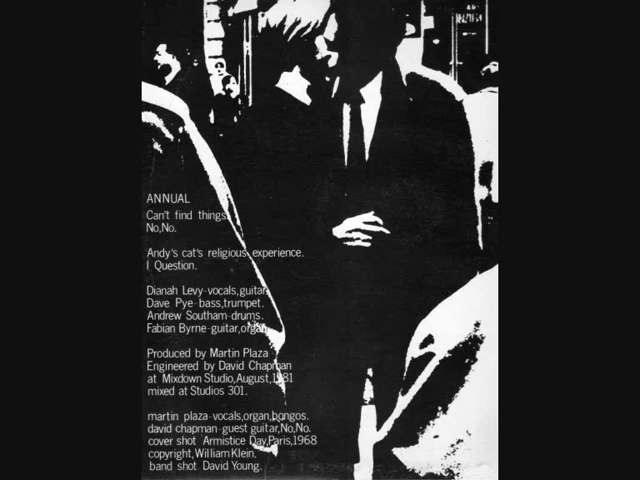 ANNUAL
Can't find things.
No,No.
Andy's cat's religious experience.
I Question.
Dianah Levy-vocals,guitar.
Dave Pye-bass,trumpet.
Andrew Southam-drums.
Fabian Byrne-guitar,organ.
Produced by Martin Plaza
Engineered by David Chapman
at Mixdown Studio,August,1981
mixed at Studios 301.
martin plaza-vocals,organ,bongos.
david chapman-guest guitar,No,No.
cover shot Armistice Day,Paris,1968
copyright,William Klein.
band shot David Young.